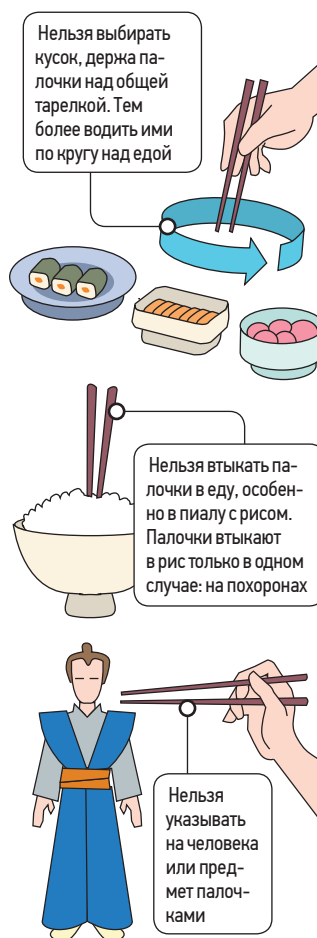 Нельзя выбирать
кусок, держа па-
лочки над общей
тарелкой. Тем
более водить ими
по кругу над едой
Нельзя втыкать па-
лочки в еду, особен-
но в пиалу с рисом.
Палочки втыкают
в рис только в одном
случае: на похоронах
Нельзя
указывать
на человека
или пред-
мет палоч-
ками